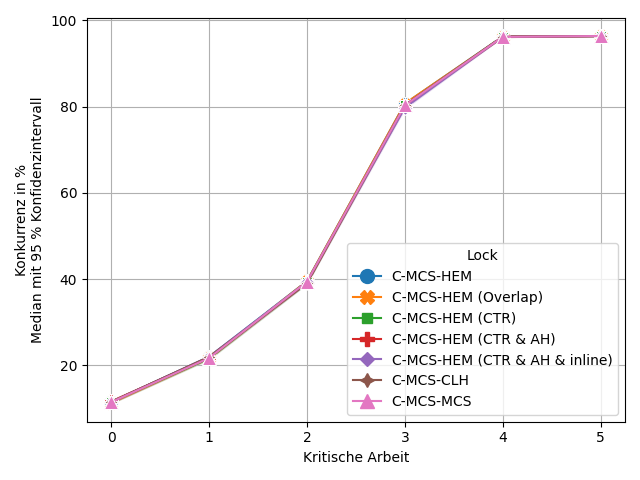 100
80
60
40
20
Konkurrenz in %
Median mit 95 % Konfidenzintervall
Lock
C-MCS-HEM
C-MCS-HEM (Overlap)
C-MCS-HEM (CTR)
C-MCS-HEM (CTR & AH)
C-MCS-HEM (CTR & AH & inline)
C-MCS-CLH
C-MCS-MCS
0 1 2 3 4 5
Kritische Arbeit